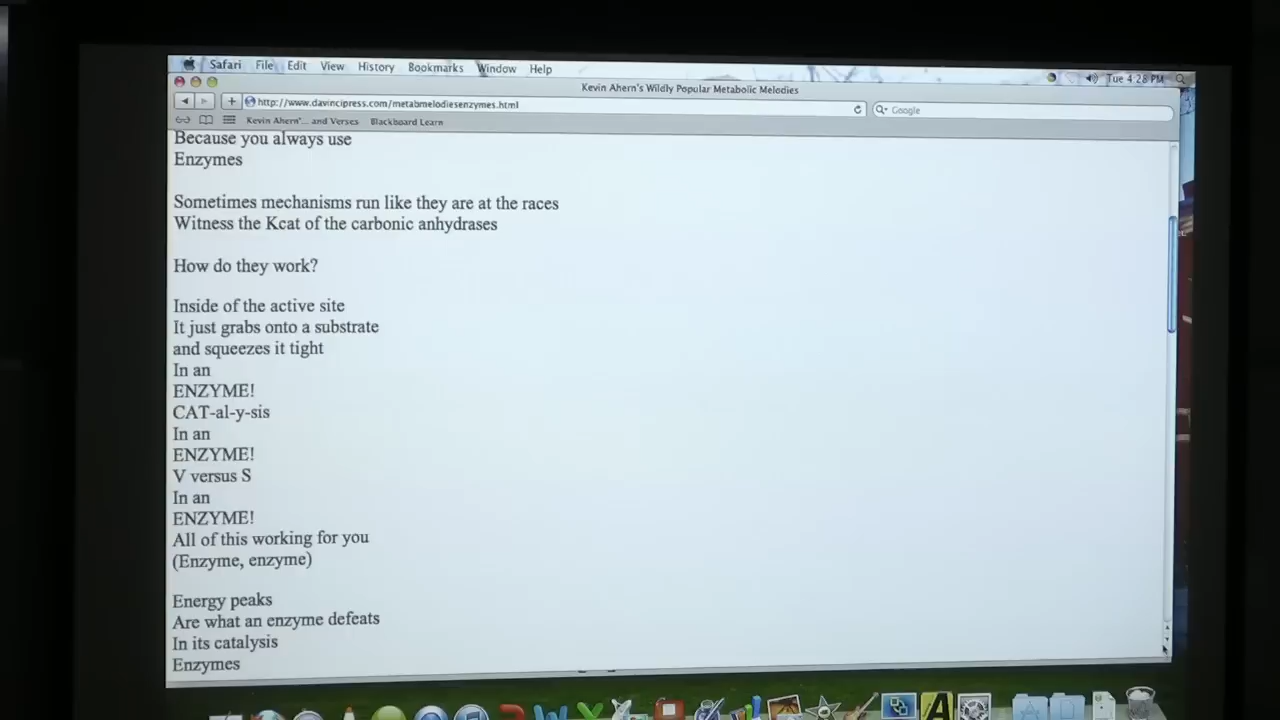 Safari File Edit View History Bookmarks Window Help
Tue 4:28 PM
Kevin Ahern's Wildly Popular Metabolic Melodies
http://www.davincipress.com/metabmelodiesenzymes.html
Google
Kevin Ahern'... and Verses Blackboard Learn
Because you always use
Enzymes
Sometimes mechanisms run like they are at the races
Witness the Kcat of the carbonic anhydrases
How do they work?
Inside of the active site
It just grabs onto a substrate
and squeezes it tight
In an
ENZYME!
CAT-al-y-sis
In an
ENZYME!
V versus S
In an
ENZYME!
All of this working for you
(Enzyme, enzyme)
Energy peaks
Are what an enzyme defeats
In its catalysis
Enzymes